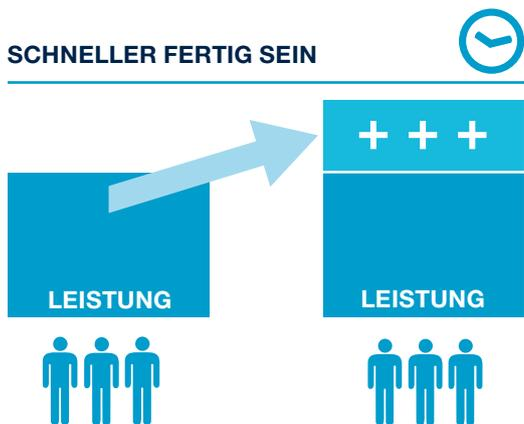 SCHNELLER FERTIG SEIN
+ + +
LEISTUNG
LEISTUNG